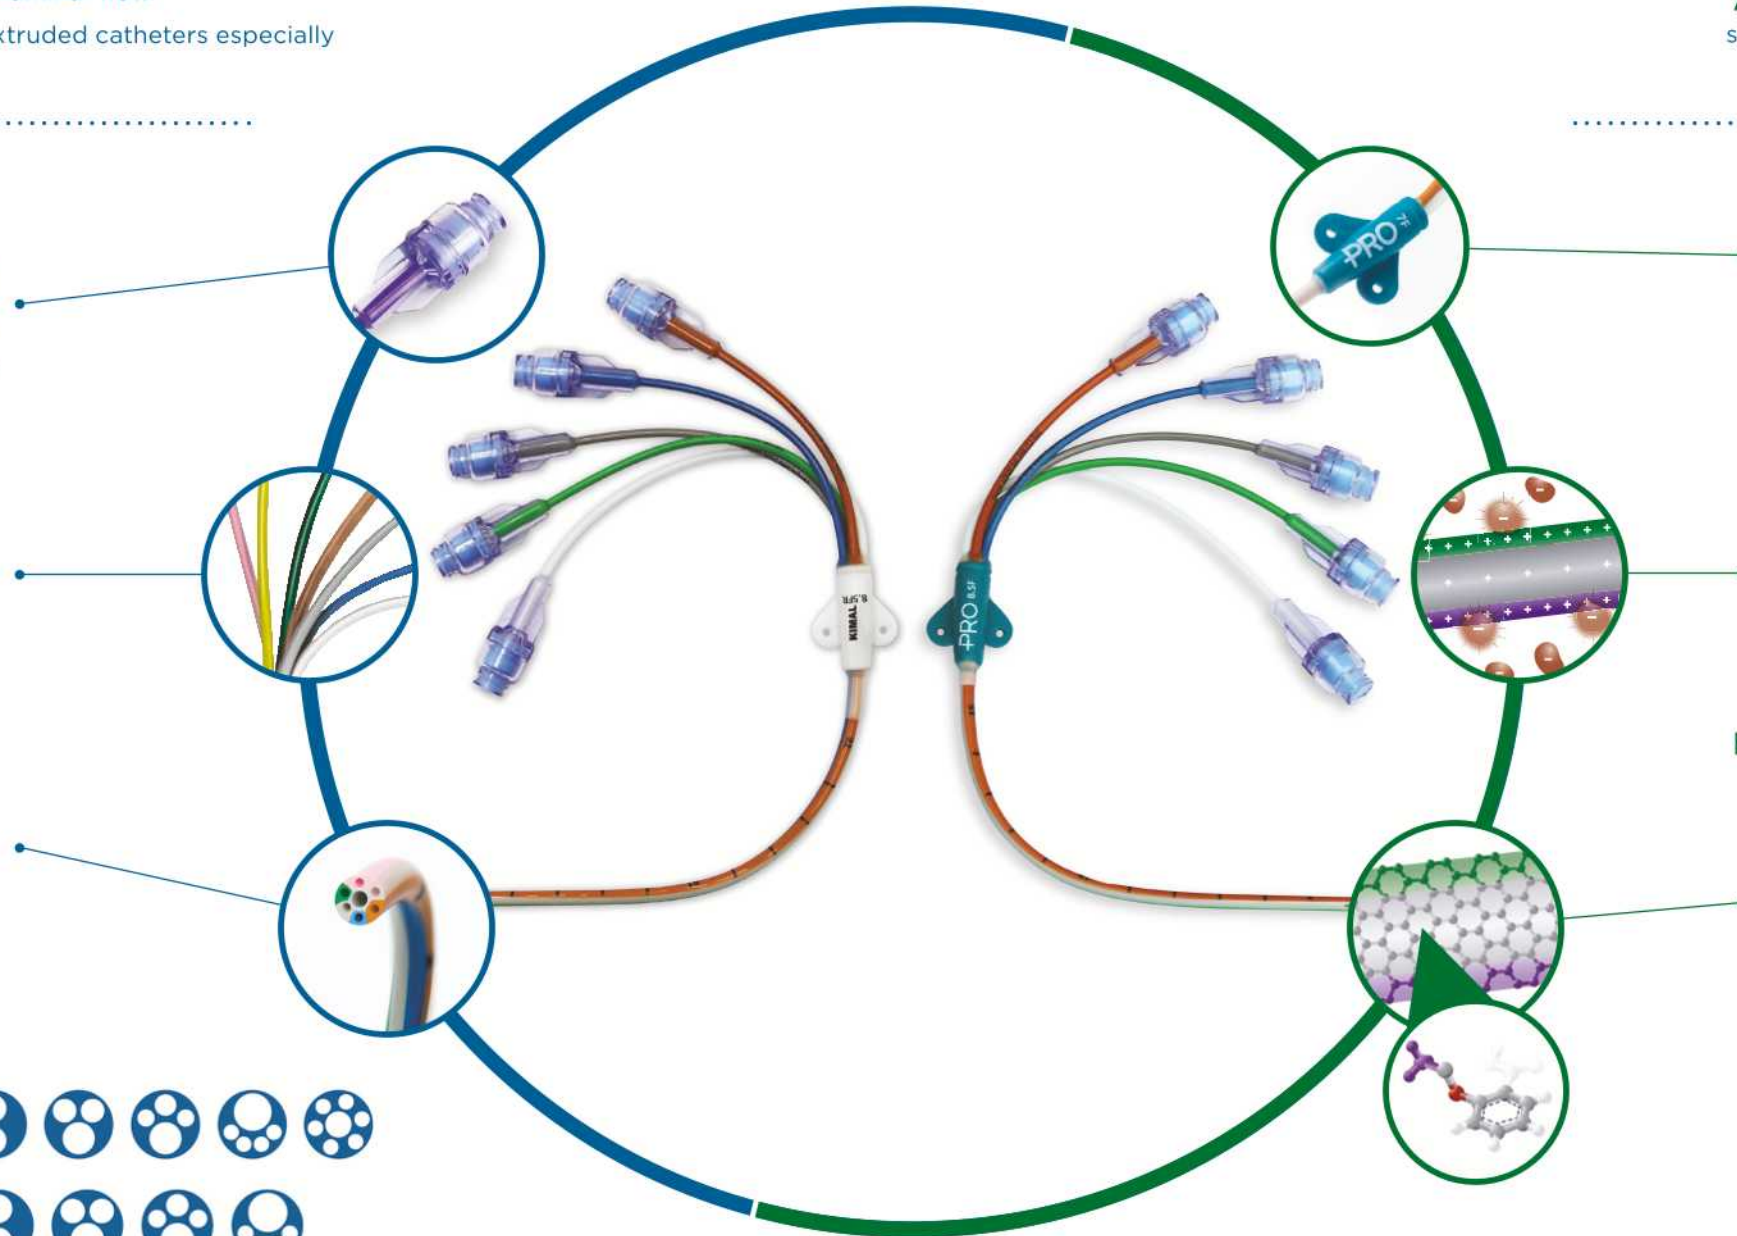 xtruded catheters especially
s
PRO 7F
KIMAL 8.5FR
PRO 8.5F